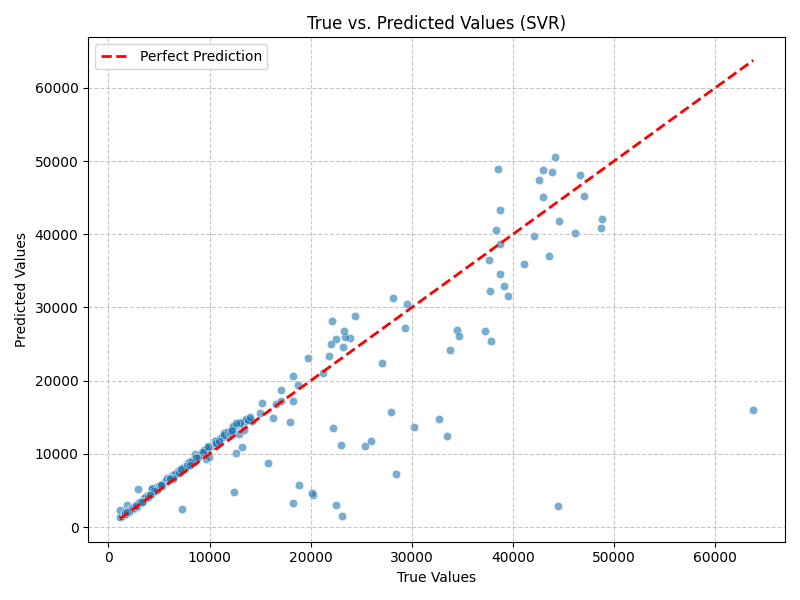 True vs. Predicted Values (SVR)
Perfect Prediction
Predicted Values
60000
50000
40000
30000
20000
10000
0
0 10000 20000 30000 40000 50000 60000
True Values